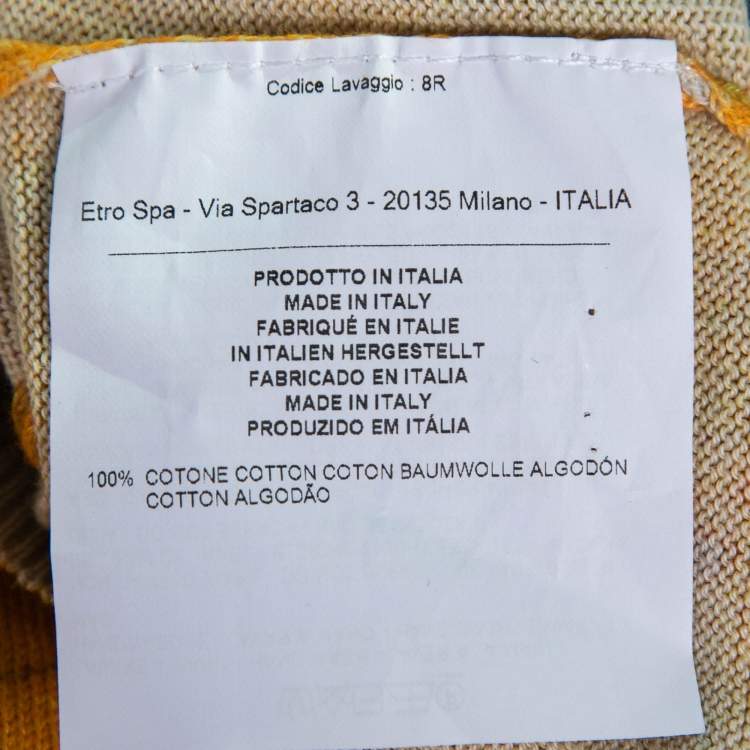 Codice Lavaggio : 8R
Etro Spa - Via Spartaco 3 - 20135 Milano - ITALIA
PRODOTTO IN ITALIA
MADE IN ITALY
FABRIQUÉ EN ITALIE
IN ITALIEN HERGESTELLT
FABRICADO EN ITALIA
MADE IN ITALY
PRODUZIDO EM ITÁLIA
100% COTONE COTTON COTON BAUMWOLLE ALGODÓN
COTTON ALGODÃO